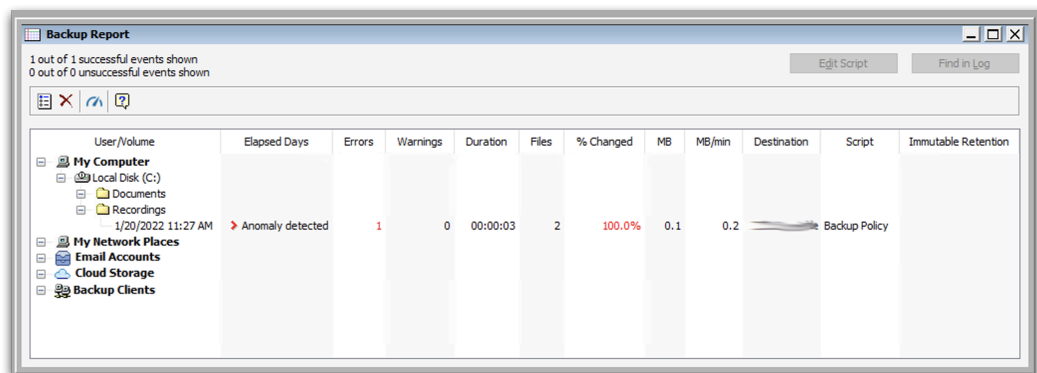 Backup Report
1 out of 1 successful events shown
0 out of 0 unsuccessful events shown
Edit Script Find in Log
User/Volume Elapsed Days Errors Warnings Duration Files % Changed MB MB/min Destination Script Immutable Retention
My Computer
Local Disk (C:)
Documents
Recordings
1/20/2022 11:27 AM Anomaly detected 1 0 00:00:03 2 100.0% 0.1 0.2 Backup Policy
My Network Places
Email Accounts
Cloud Storage
Backup Clients